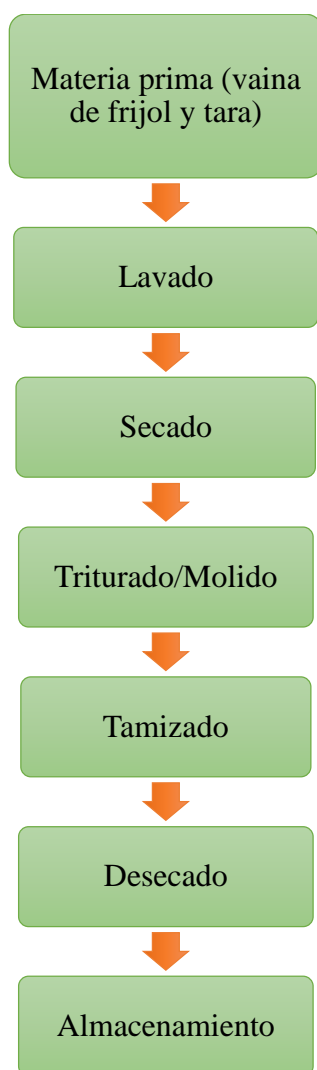 Materia prima (vaina
de frijol y tara)
Lavado
Secado
Triturado/Molido
Tamizado
Desecado
Almacenamiento